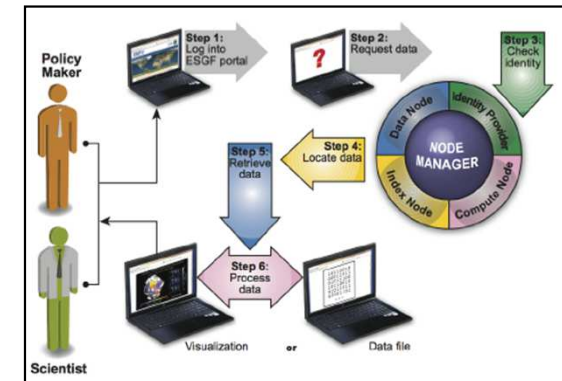 Policy
Maker
Step 1:
Log into
ESGF portal
?
Step 2:
Request data
Step 3:
Check
identity
Data Node
Identity Provider
NODE
MANAGER
Index Node
Compute Node
Step 4:
Locate data
Step 5:
Retrieve
data
Step 6:
Process
data
Scientist
Visualization or Data file